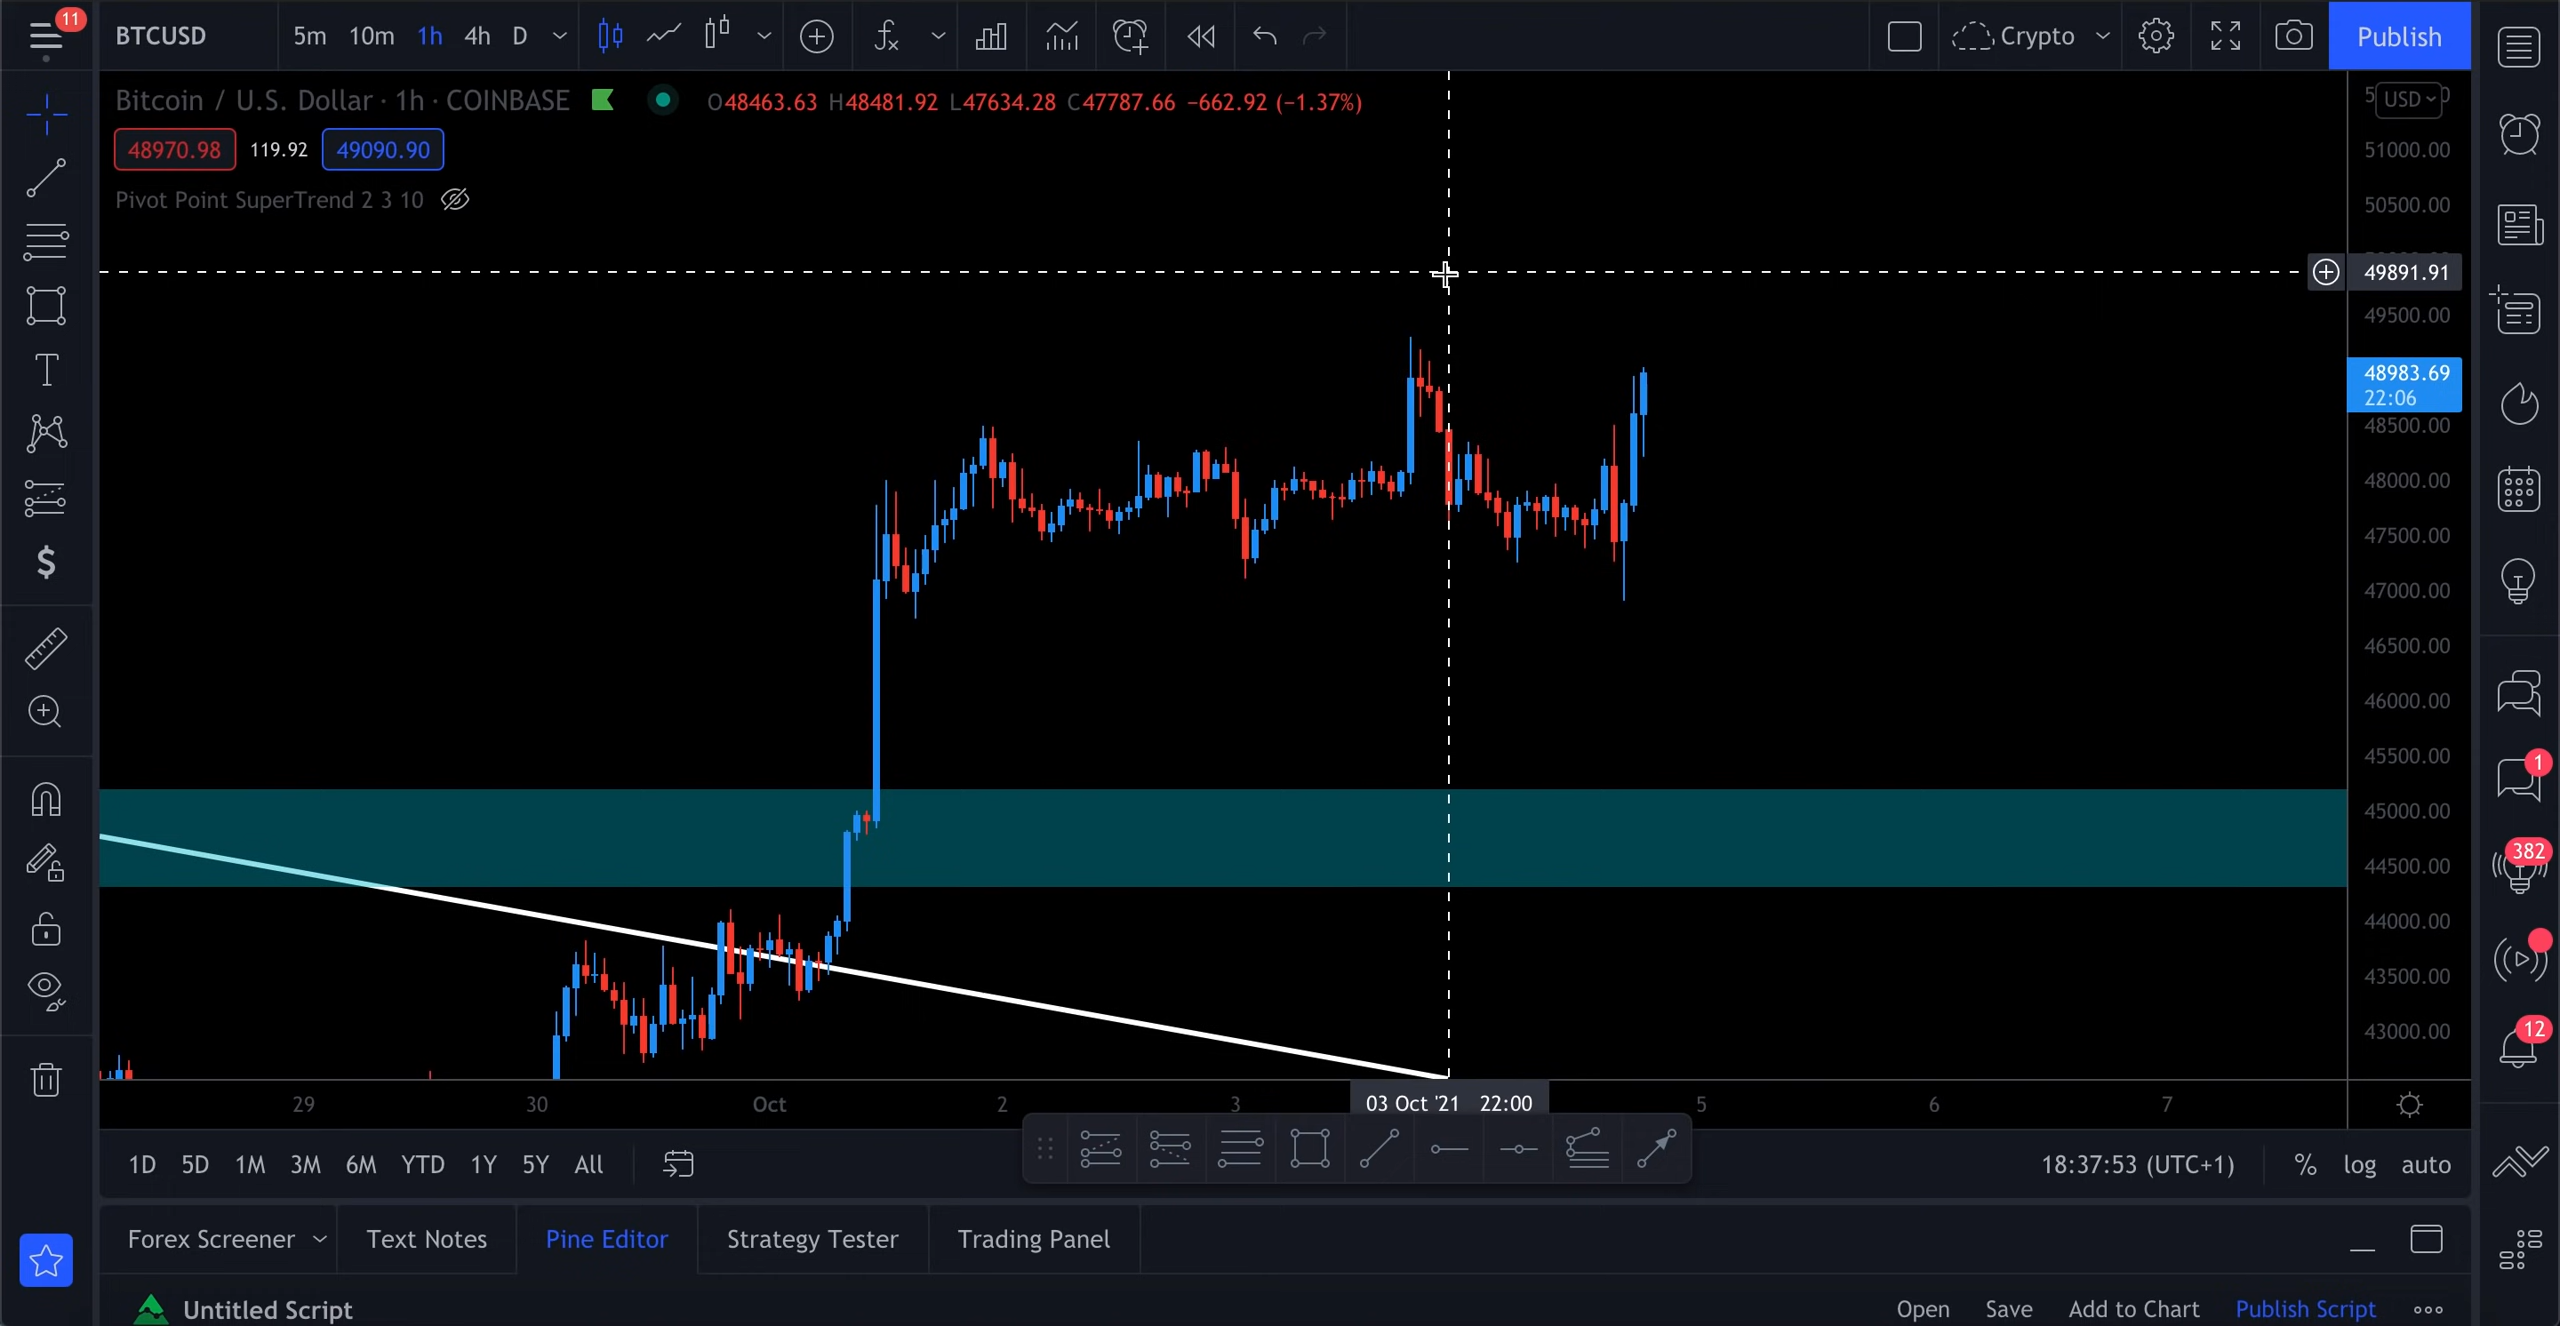 11
BTCUSD 5m 10m 1h 4h D Crypto Publish
Bitcoin / U.S. Dollar · 1h · COINBASE O48463.63 H48481.92 L47634.28 C47787.66 −662.92 (−1.37%)
48970.98 119.92 49090.90
Pivot Point SuperTrend 2 3 10
USD
51000.00
50500.00
49891.91
49500.00
48983.69
22:06
48500.00
48000.00
47500.00
47000.00
46500.00
46000.00
45500.00
45000.00
44500.00
44000.00
43500.00
43000.00
T
$
1
382
12
29 30 Oct 2 3 03 Oct '21 22:00 5 6 7
1D 5D 1M 3M 6M YTD 1Y 5Y All 18:37:53 (UTC+1) % log auto
Forex Screener Text Notes Pine Editor Strategy Tester Trading Panel
Untitled Script Open Save Add to Chart Publish Script